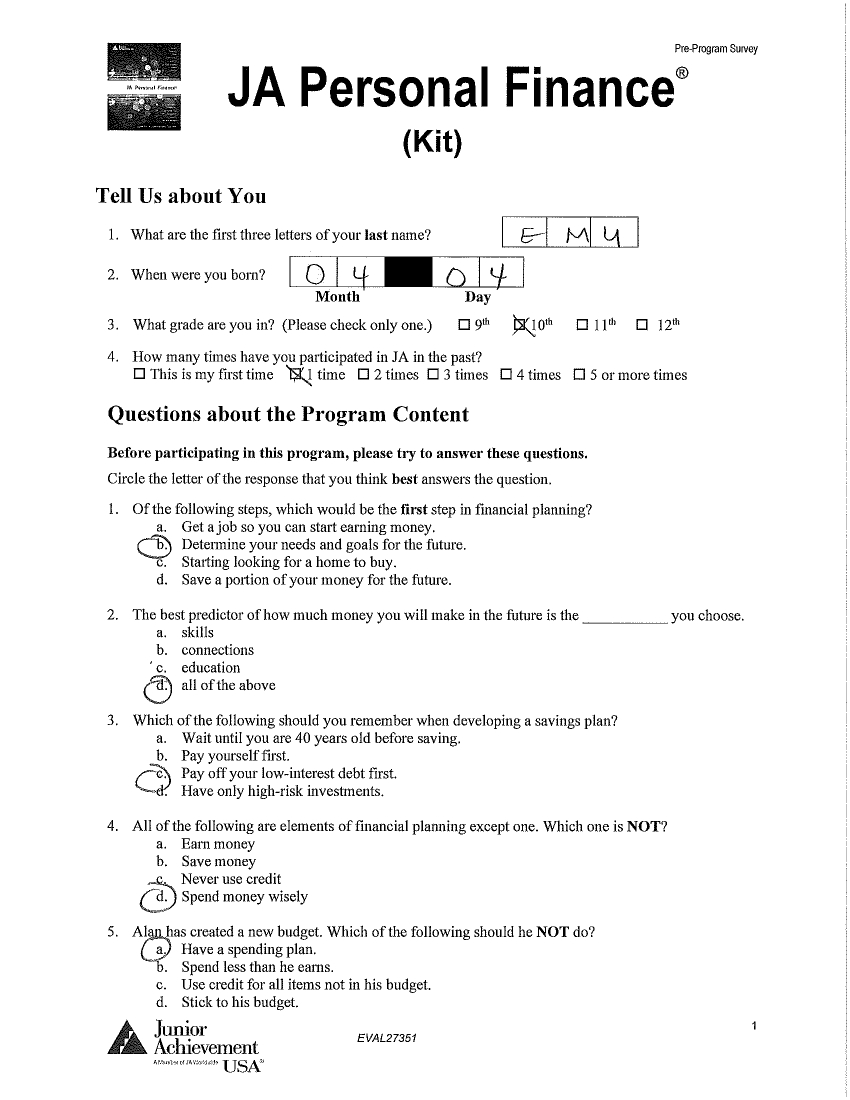 Pre-Program Survey
JA Personal Finance
JA Personal Finance®
(Kit)
Tell Us about You
1. What are the first three letters of your last name? E M U
2. When were you born? 0 4 0 4
Month Day
3. What grade are you in? (Please check only one.) ☐ 9th ☒ 10th ☐ 11th ☐ 12th
4. How many times have you participated in JA in the past?
☐ This is my first time ☒ 1 time ☐ 2 times ☐ 3 times ☐ 4 times ☐ 5 or more times
Questions about the Program Content
Before participating in this program, please try to answer these questions.
Circle the letter of the response that you think best answers the question.
1. Of the following steps, which would be the first step in financial planning?
a. Get a job so you can start earning money.
b. Determine your needs and goals for the future.
c. Starting looking for a home to buy.
d. Save a portion of your money for the future.
2. The best predictor of how much money you will make in the future is the ___________ you choose.
a. skills
b. connections
c. education
d. all of the above
3. Which of the following should you remember when developing a savings plan?
a. Wait until you are 40 years old before saving.
b. Pay yourself first.
c. Pay off your low-interest debt first.
d. Have only high-risk investments.
4. All of the following are elements of financial planning except one. Which one is NOT?
a. Earn money
b. Save money
c. Never use credit
d. Spend money wisely
5. Alan has created a new budget. Which of the following should he NOT do?
a. Have a spending plan.
b. Spend less than he earns.
c. Use credit for all items not in his budget.
d. Stick to his budget.
Junior
Achievement
A Member of JA Worldwide USA®
EVAL27351
1